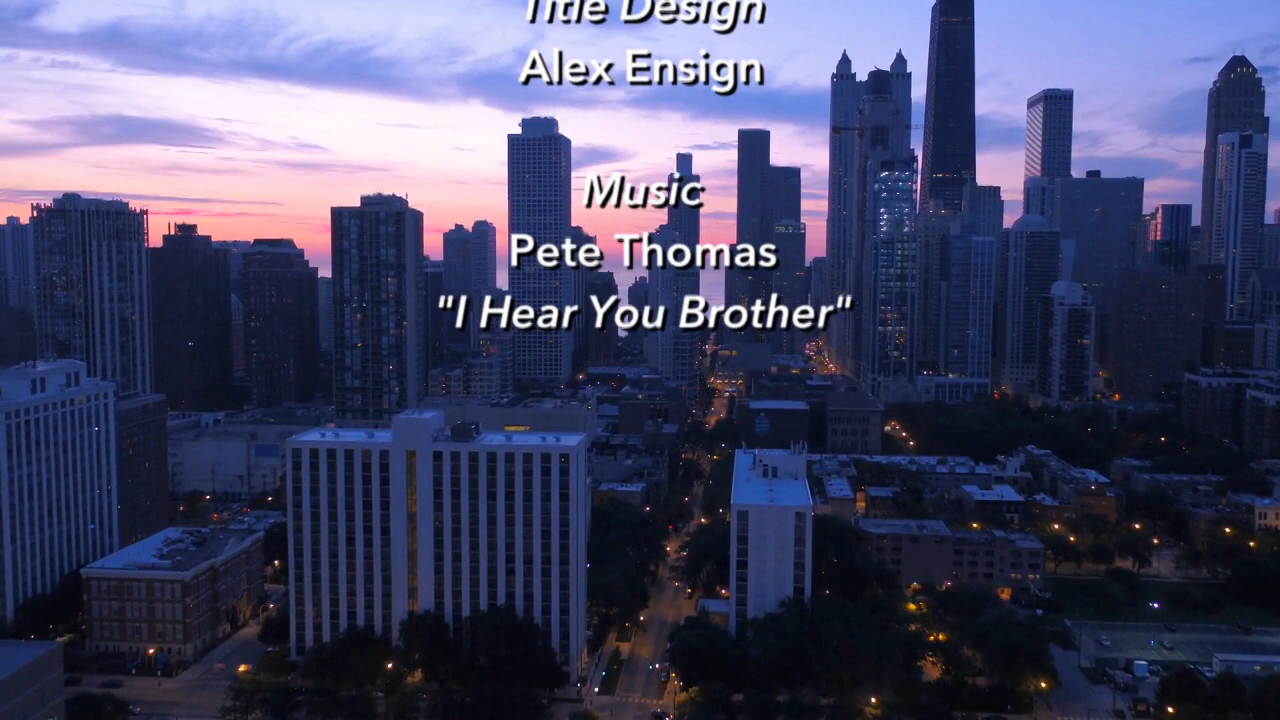 Title Design
Alex Ensign
Music
Pete Thomas
"I Hear You Brother"